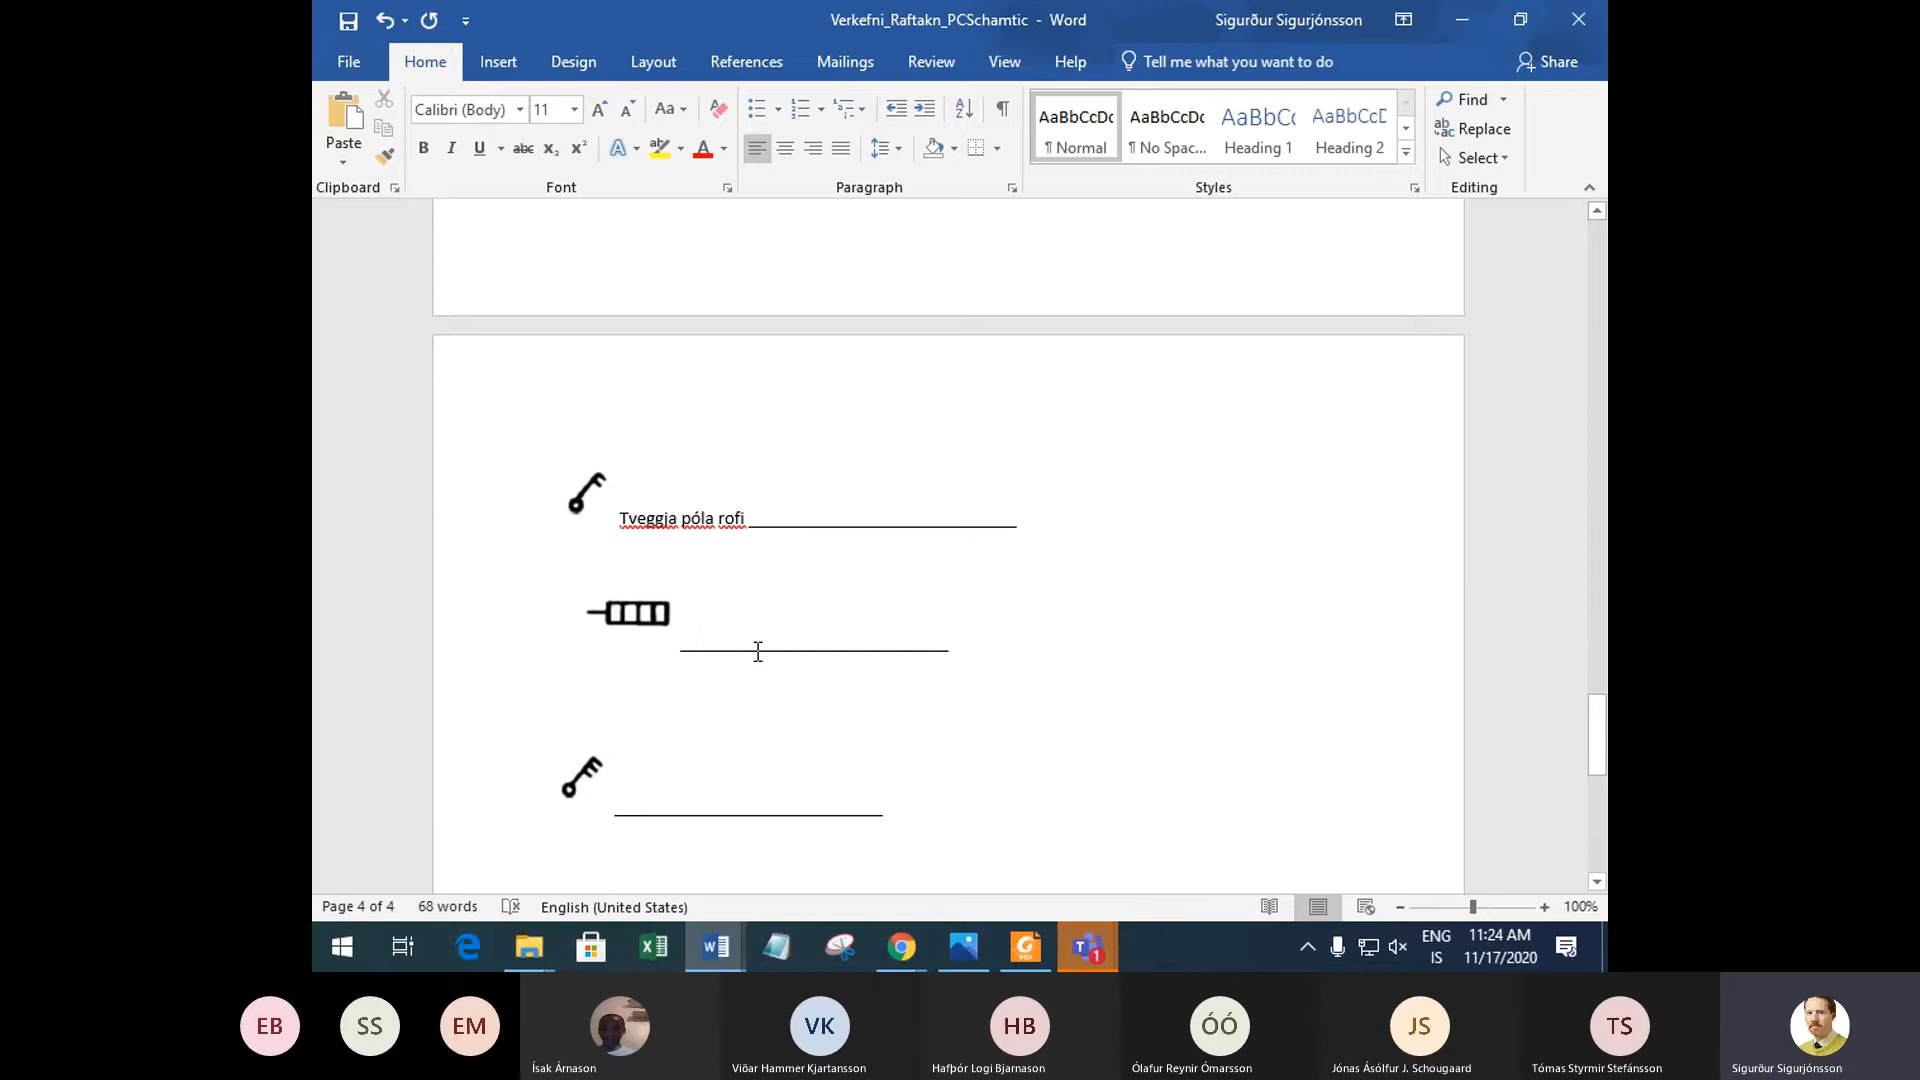 Verkefni_Raftakn_PCSchamtic - Word
Sigurður Sigurjónsson
File Home Insert Design Layout References Mailings Review View Help Tell me what you want to do Share
Paste
Clipboard
Calibri (Body) 11
Font
Paragraph
AaBbCcDc AaBbCcDc AaBbCc AaBbCcD
¶ Normal ¶ No Spac... Heading 1 Heading 2
Styles
Find
Replace
Select
Editing
Tveggja póla rofi
Page 4 of 4 68 words English (United States) 100%
ENG
IS
11:24 AM
11/17/2020
EB SS EM VK HB ÓÓ JS TS
Ísak Árnason Viðar Hammer Kjartansson Hafþór Logi Bjarnason Ólafur Reynir Ómarsson Jónas Ásólfur J. Schougaard Tómas Styrmir Stefánsson Sigurður Sigurjónsson